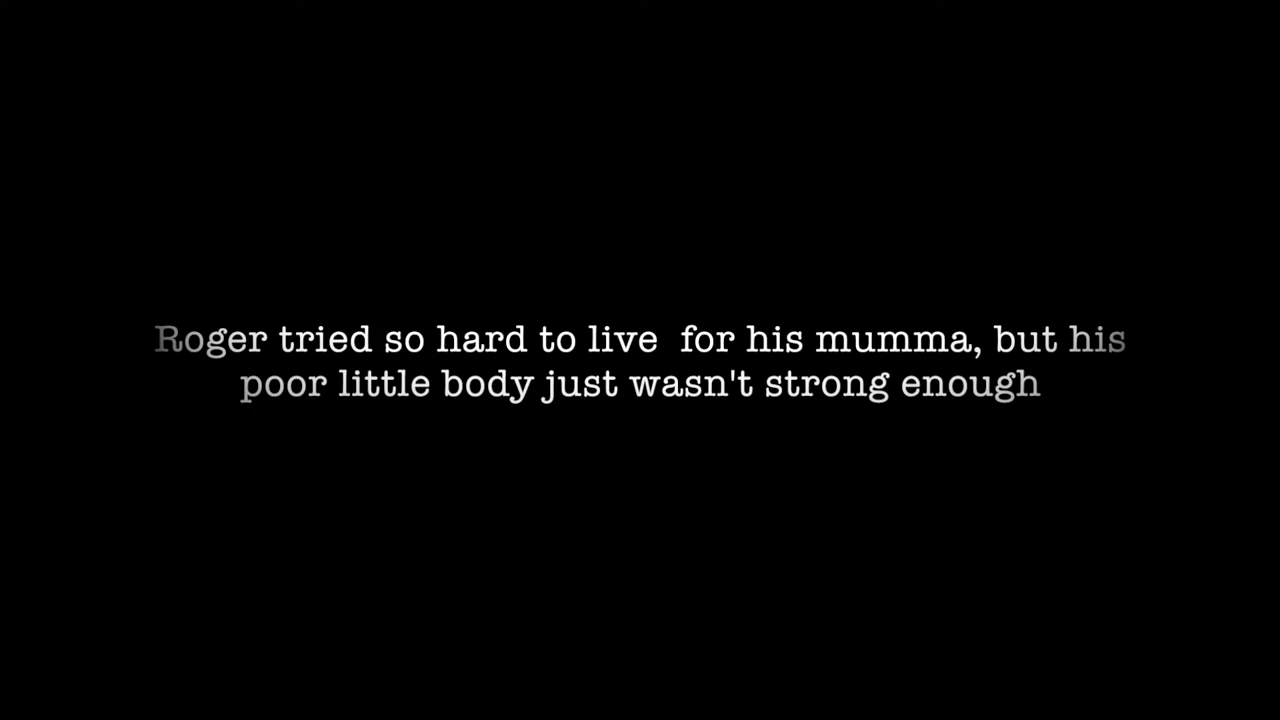 Roger tried so hard to live  for his mumma, but his
poor little body just wasn't strong enough